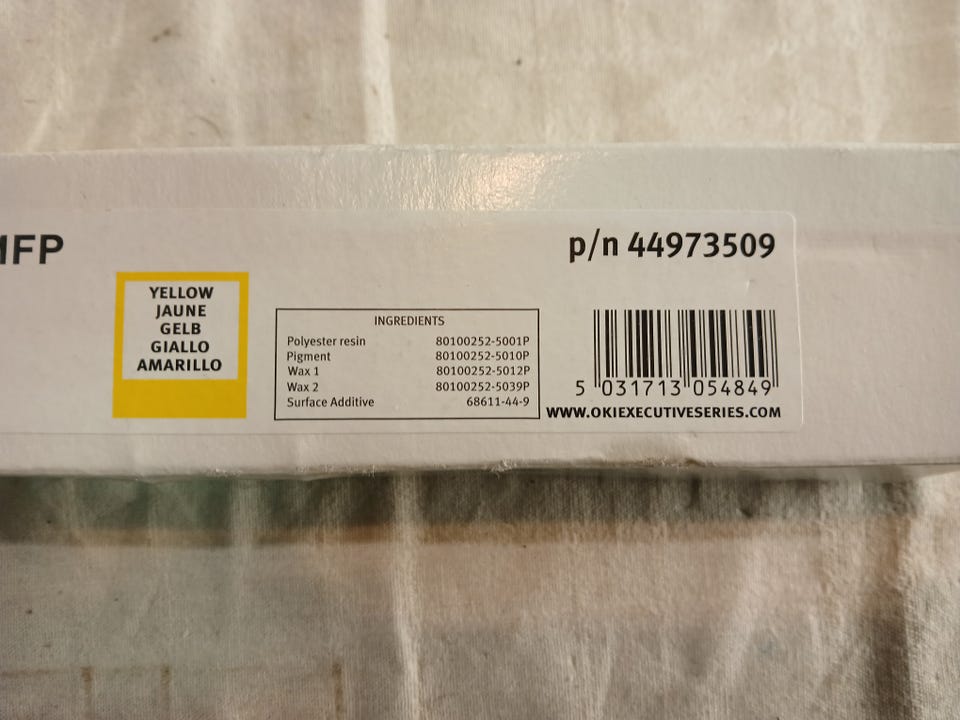 MFP
p/n 44973509
YELLOW
JAUNE
GELB
GIALLO
AMARILLO
INGREDIENTS
Polyester resin 80100252-5001P
Pigment 80100252-5010P
Wax 1 80100252-5012P
Wax 2 80100252-5039P
Surface Additive 68611-44-9
5 031713 054849
WWW.OKIEXECUTIVESERIES.COM